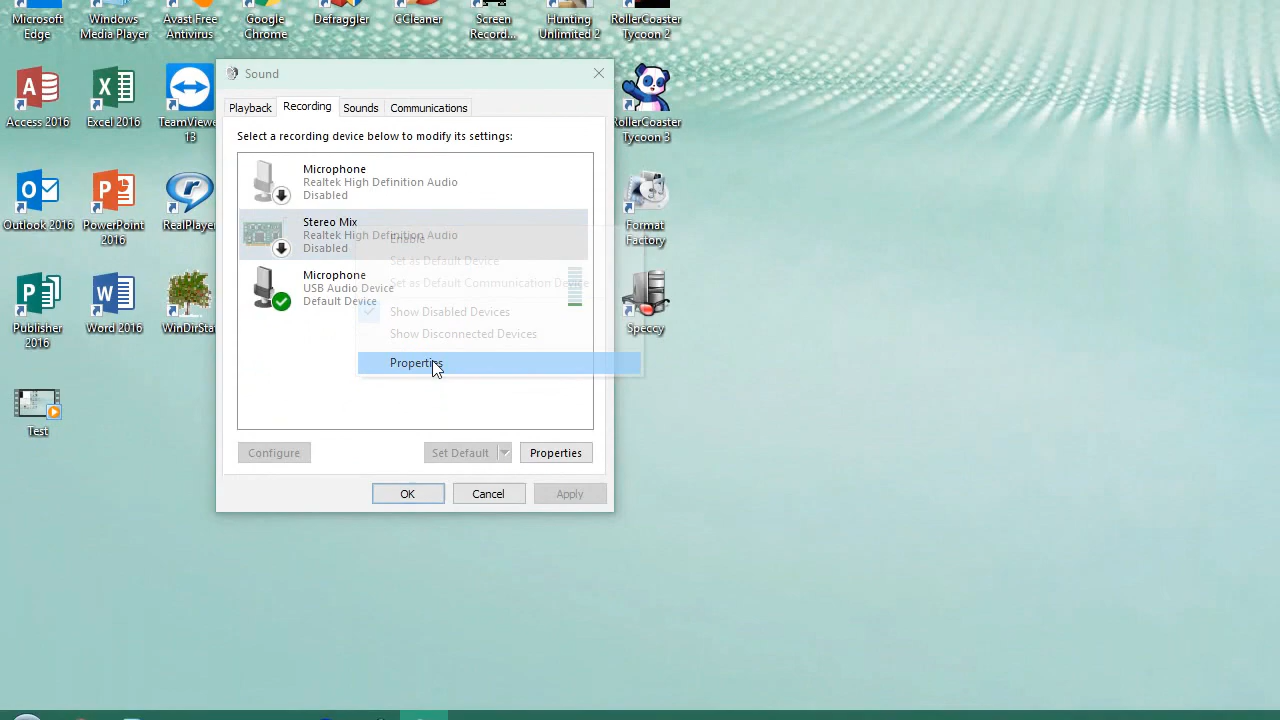 Microsoft
Edge
Windows
Media Player
Avast Free
Antivirus
Google
Chrome
Defraggler
CCleaner
Screen
Record...
Hunting
Unlimited 2
RollerCoaster
Tycoon 2
Access 2016
Excel 2016
TeamViewer
13
RollerCoaster
Tycoon 3
Outlook 2016
PowerPoint
2016
RealPlayer
Format
Factory
Publisher
2016
Word 2016
WinDirStat
Speccy
Test
Sound
Playback
Recording
Sounds
Communications
Select a recording device below to modify its settings:
Microphone
Realtek High Definition Audio
Disabled
Stereo Mix
Realtek High Definition Audio
Disabled
Microphone
USB Audio Device
Default Device
Enable
Set as Default Device
Set as Default Communication Device
Show Disabled Devices
Show Disconnected Devices
Properties
Configure
Set Default
Properties
OK
Cancel
Apply